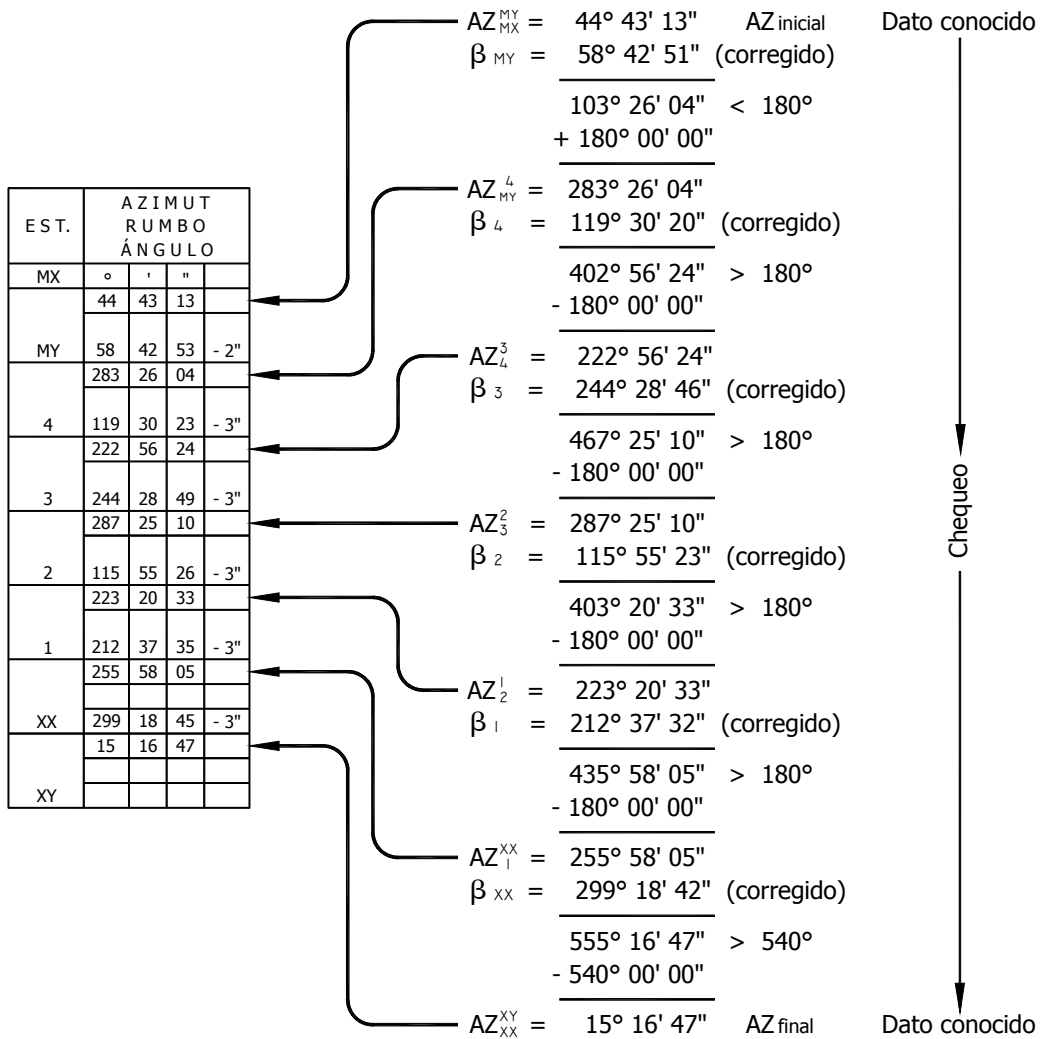 EST. AZIMUT RUMBO ÁNGULO
MX ° ' "
44 43 13
MY 58 42 53 - 2"
283 26 04
4 119 30 23 - 3"
222 56 24
3 244 28 49 - 3"
287 25 10
2 115 55 26 - 3"
223 20 33
1 212 37 35 - 3"
255 58 05
XX 299 18 45 - 3"
15 16 47
XY
AZ MY MX = 44° 43' 13" AZ inicial Dato conocido
β MY = 58° 42' 51" (corregido)
103° 26' 04" < 180°
+ 180° 00' 00"
AZ 4 MY = 283° 26' 04"
β 4 = 119° 30' 20" (corregido)
402° 56' 24" > 180°
- 180° 00' 00"
AZ 3 4 = 222° 56' 24"
β 3 = 244° 28' 46" (corregido)
467° 25' 10" > 180°
- 180° 00' 00"
AZ 2 3 = 287° 25' 10"
β 2 = 115° 55' 23" (corregido)
403° 20' 33" > 180°
- 180° 00' 00"
AZ 1 2 = 223° 20' 33"
β 1 = 212° 37' 32" (corregido)
435° 58' 05" > 180°
- 180° 00' 00"
AZ XX 1 = 255° 58' 05"
β XX = 299° 18' 42" (corregido)
555° 16' 47" > 540°
- 540° 00' 00"
AZ XY XX = 15° 16' 47" AZ final Dato conocido
Chequeo